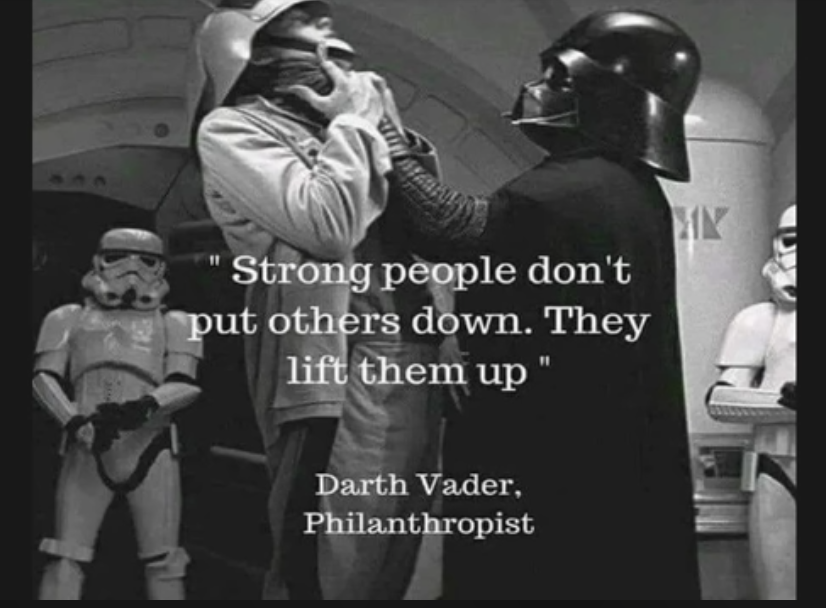 " Strong people don't
put others down. They
lift them up "
Darth Vader,
Philanthropist